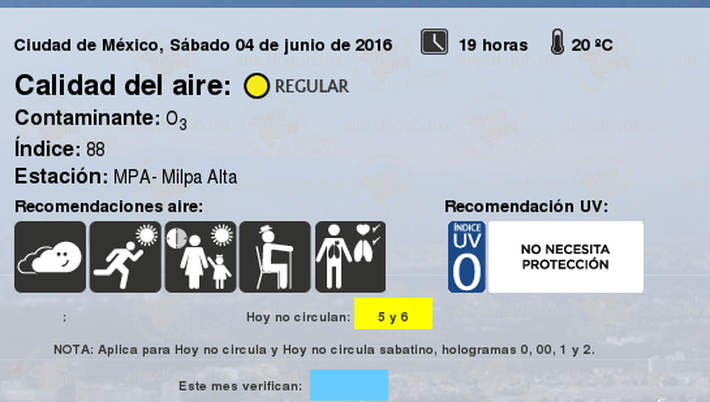 Ciudad de México, Sábado 04 de junio de 2016 19 horas 20 ºC
Calidad del aire: REGULAR
Contaminante: O3
Índice: 88
Estación: MPA- Milpa Alta
Recomendaciones aire: Recomendación UV:
ÍNDICE
UV
0
NO NECESITA
PROTECCIÓN
: Hoy no circulan: 5 y 6
NOTA: Aplica para Hoy no circula y Hoy no circula sabatino, hologramas 0, 00, 1 y 2.
Este mes verifican: